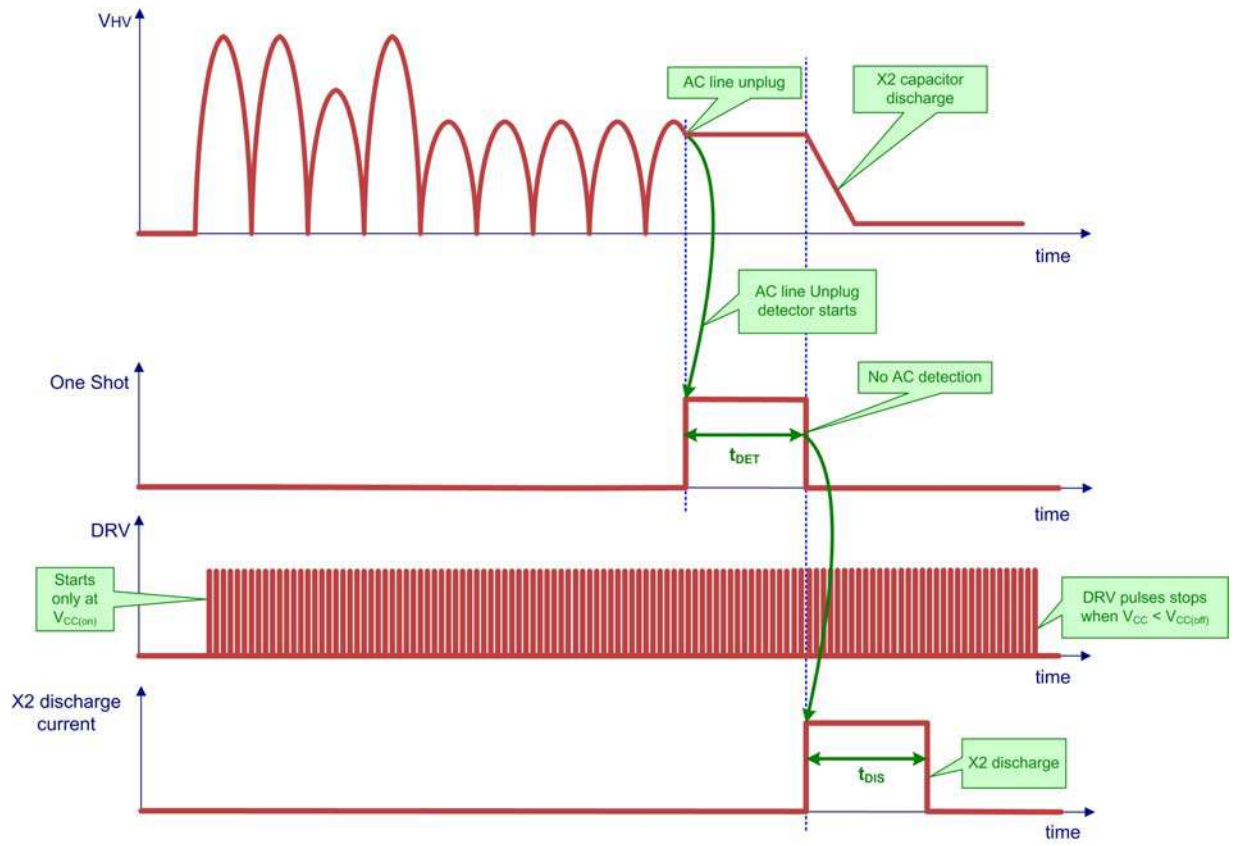 VHV
AC line unplug
X2 capacitor
discharge
time
AC line Unplug
detector starts
One Shot
No AC detection
tDET
time
DRV
Starts
only at
VCC(on)
DRV pulses stops
when VCC < VCC(off)
time
X2 discharge
current
tDIS
X2 discharge
time